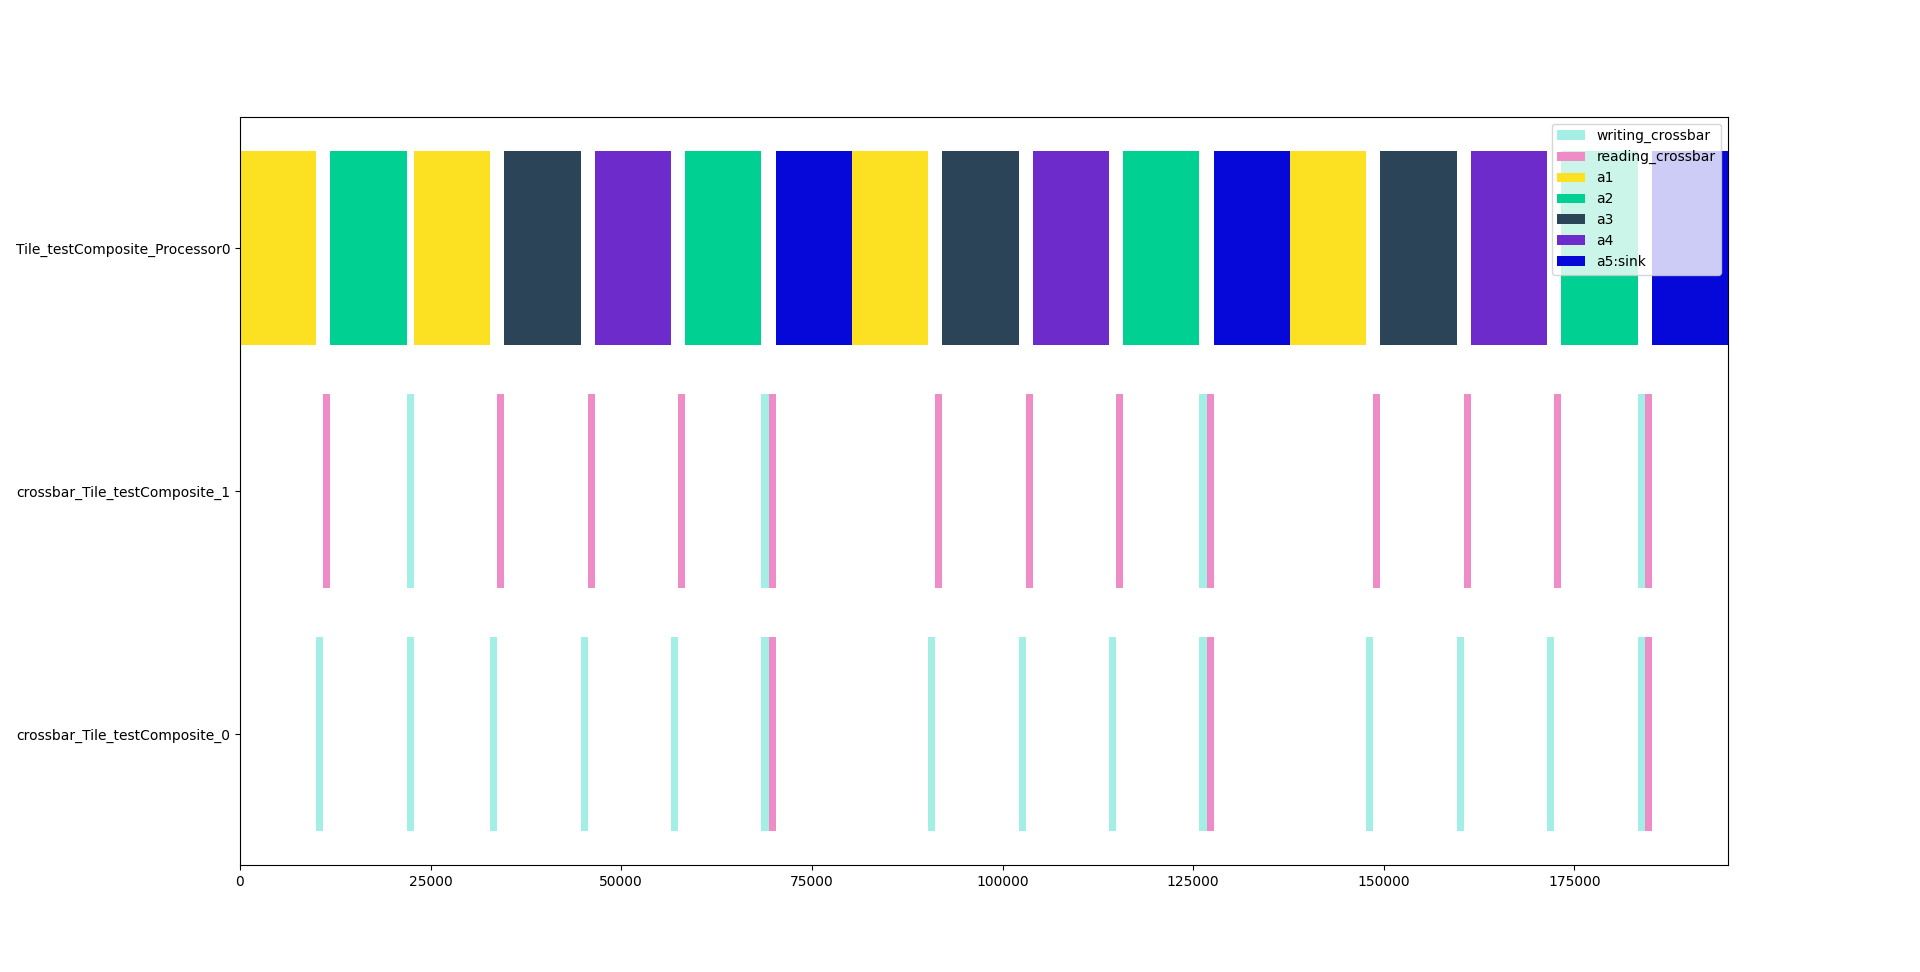 writing_crossbar
reading_crossbar
a1
a2
a3
a4
a5:sink
Tile_testComposite_Processor0
crossbar_Tile_testComposite_1
crossbar_Tile_testComposite_0
0 25000 50000 75000 100000 125000 150000 175000